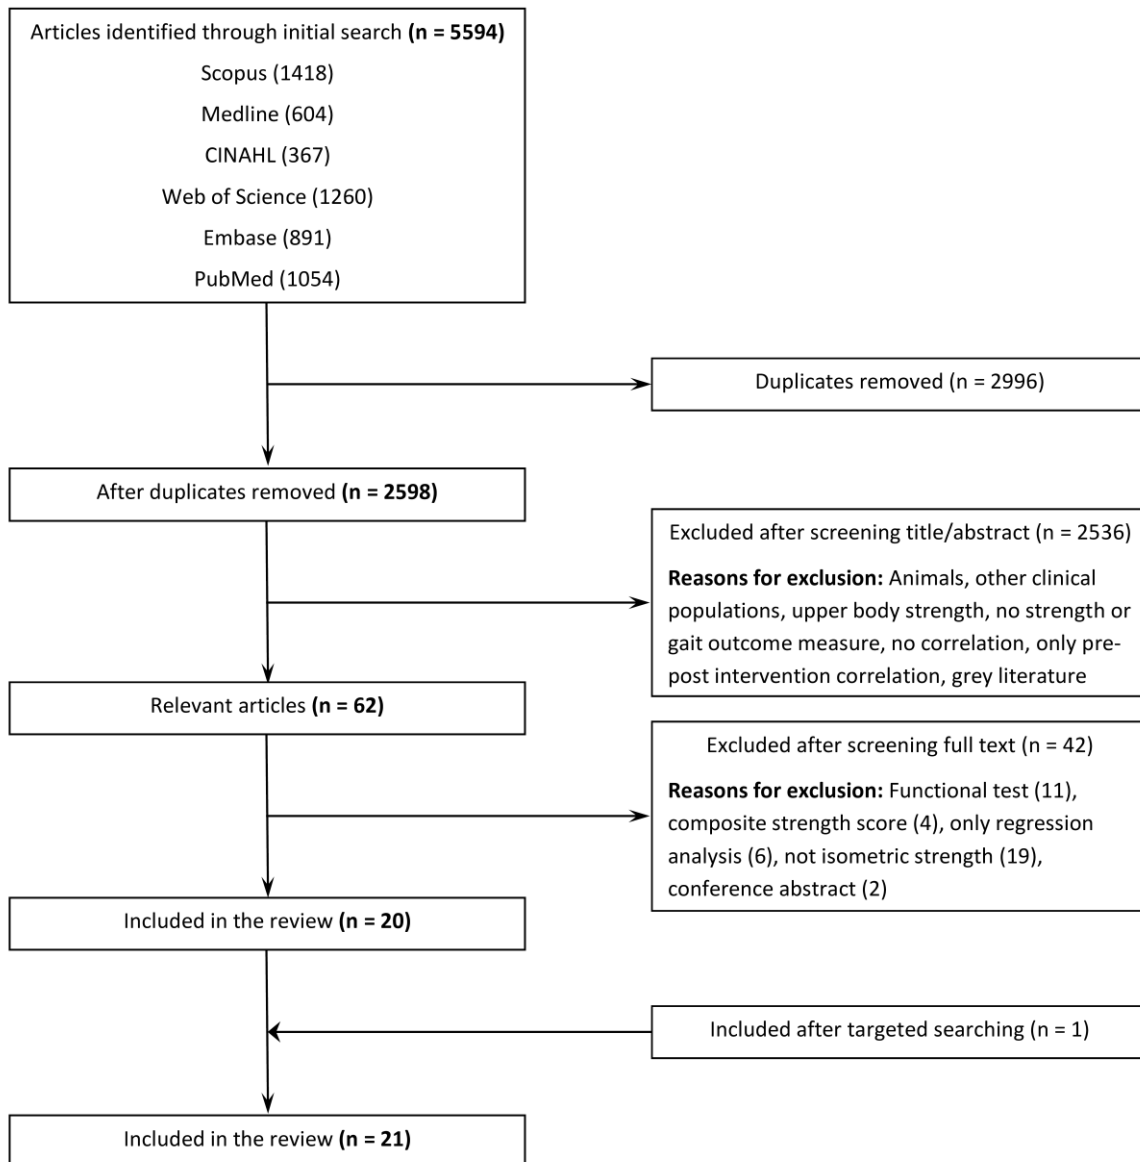 Articles identified through initial search (n = 5594)
Scopus (1418)
Medline (604)
CINAHL (367)
Web of Science (1260)
Embase (891)
PubMed (1054)
Duplicates removed (n = 2996)
After duplicates removed (n = 2598)
Excluded after screening title/abstract (n = 2536)
Reasons for exclusion: Animals, other clinical
populations, upper body strength, no strength or
gait outcome measure, no correlation, only pre-
post intervention correlation, grey literature
Relevant articles (n = 62)
Excluded after screening full text (n = 42)
Reasons for exclusion: Functional test (11),
composite strength score (4), only regression
analysis (6), not isometric strength (19),
conference abstract (2)
Included in the review (n = 20)
Included after targeted searching (n = 1)
Included in the review (n = 21)